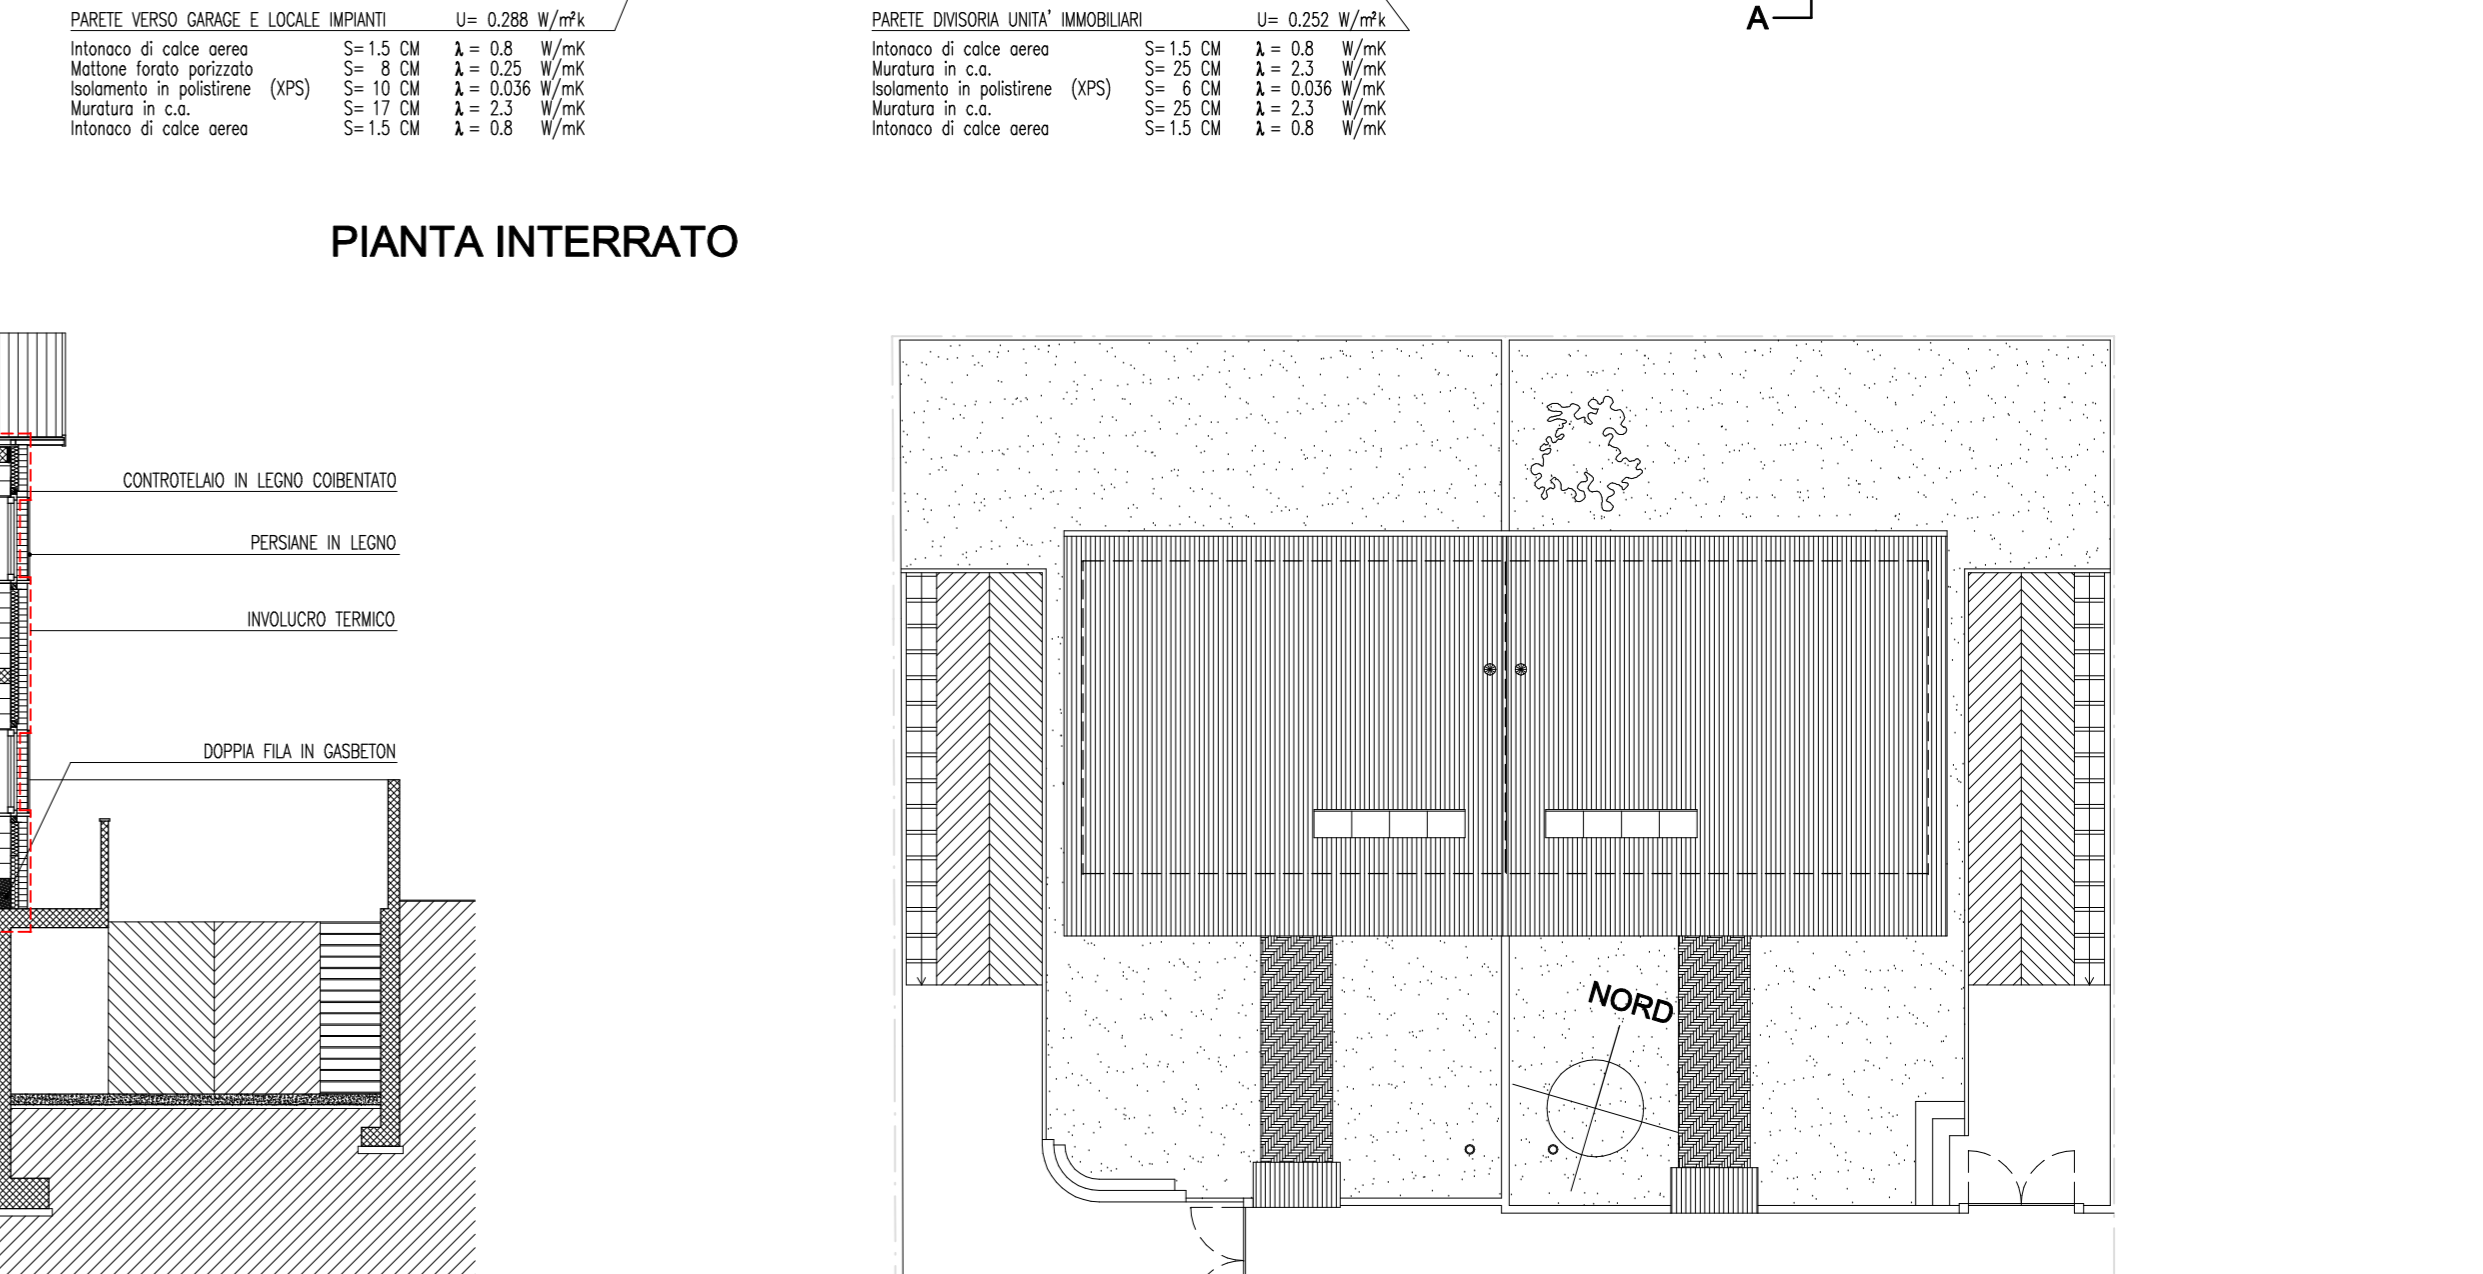 PARETE VERSO GARAGE E LOCALE IMPIANTI U= 0.288 W/m²k
Intonaco di calce aerea S= 1.5 CM λ = 0.8 W/mK
Mattone forato porizzato S= 8 CM λ = 0.25 W/mK
Isolamento in polistirene (XPS) S= 10 CM λ = 0.036 W/mK
Muratura in c.a. S= 17 CM λ = 2.3 W/mK
Intonaco di calce aerea S= 1.5 CM λ = 0.8 W/mK
PARETE DIVISORIA UNITA' IMMOBILIARI U= 0.252 W/m²k
Intonaco di calce aerea S= 1.5 CM λ = 0.8 W/mK
Muratura in c.a. S= 25 CM λ = 2.3 W/mK
Isolamento in polistirene (XPS) S= 6 CM λ = 0.036 W/mK
Muratura in c.a. S= 25 CM λ = 2.3 W/mK
Intonaco di calce aerea S= 1.5 CM λ = 0.8 W/mK
A
PIANTA INTERRATO
CONTROTELAIO IN LEGNO COIBENTATO
PERSIANE IN LEGNO
INVOLUCRO TERMICO
DOPPIA FILA IN GASBETON
NORD